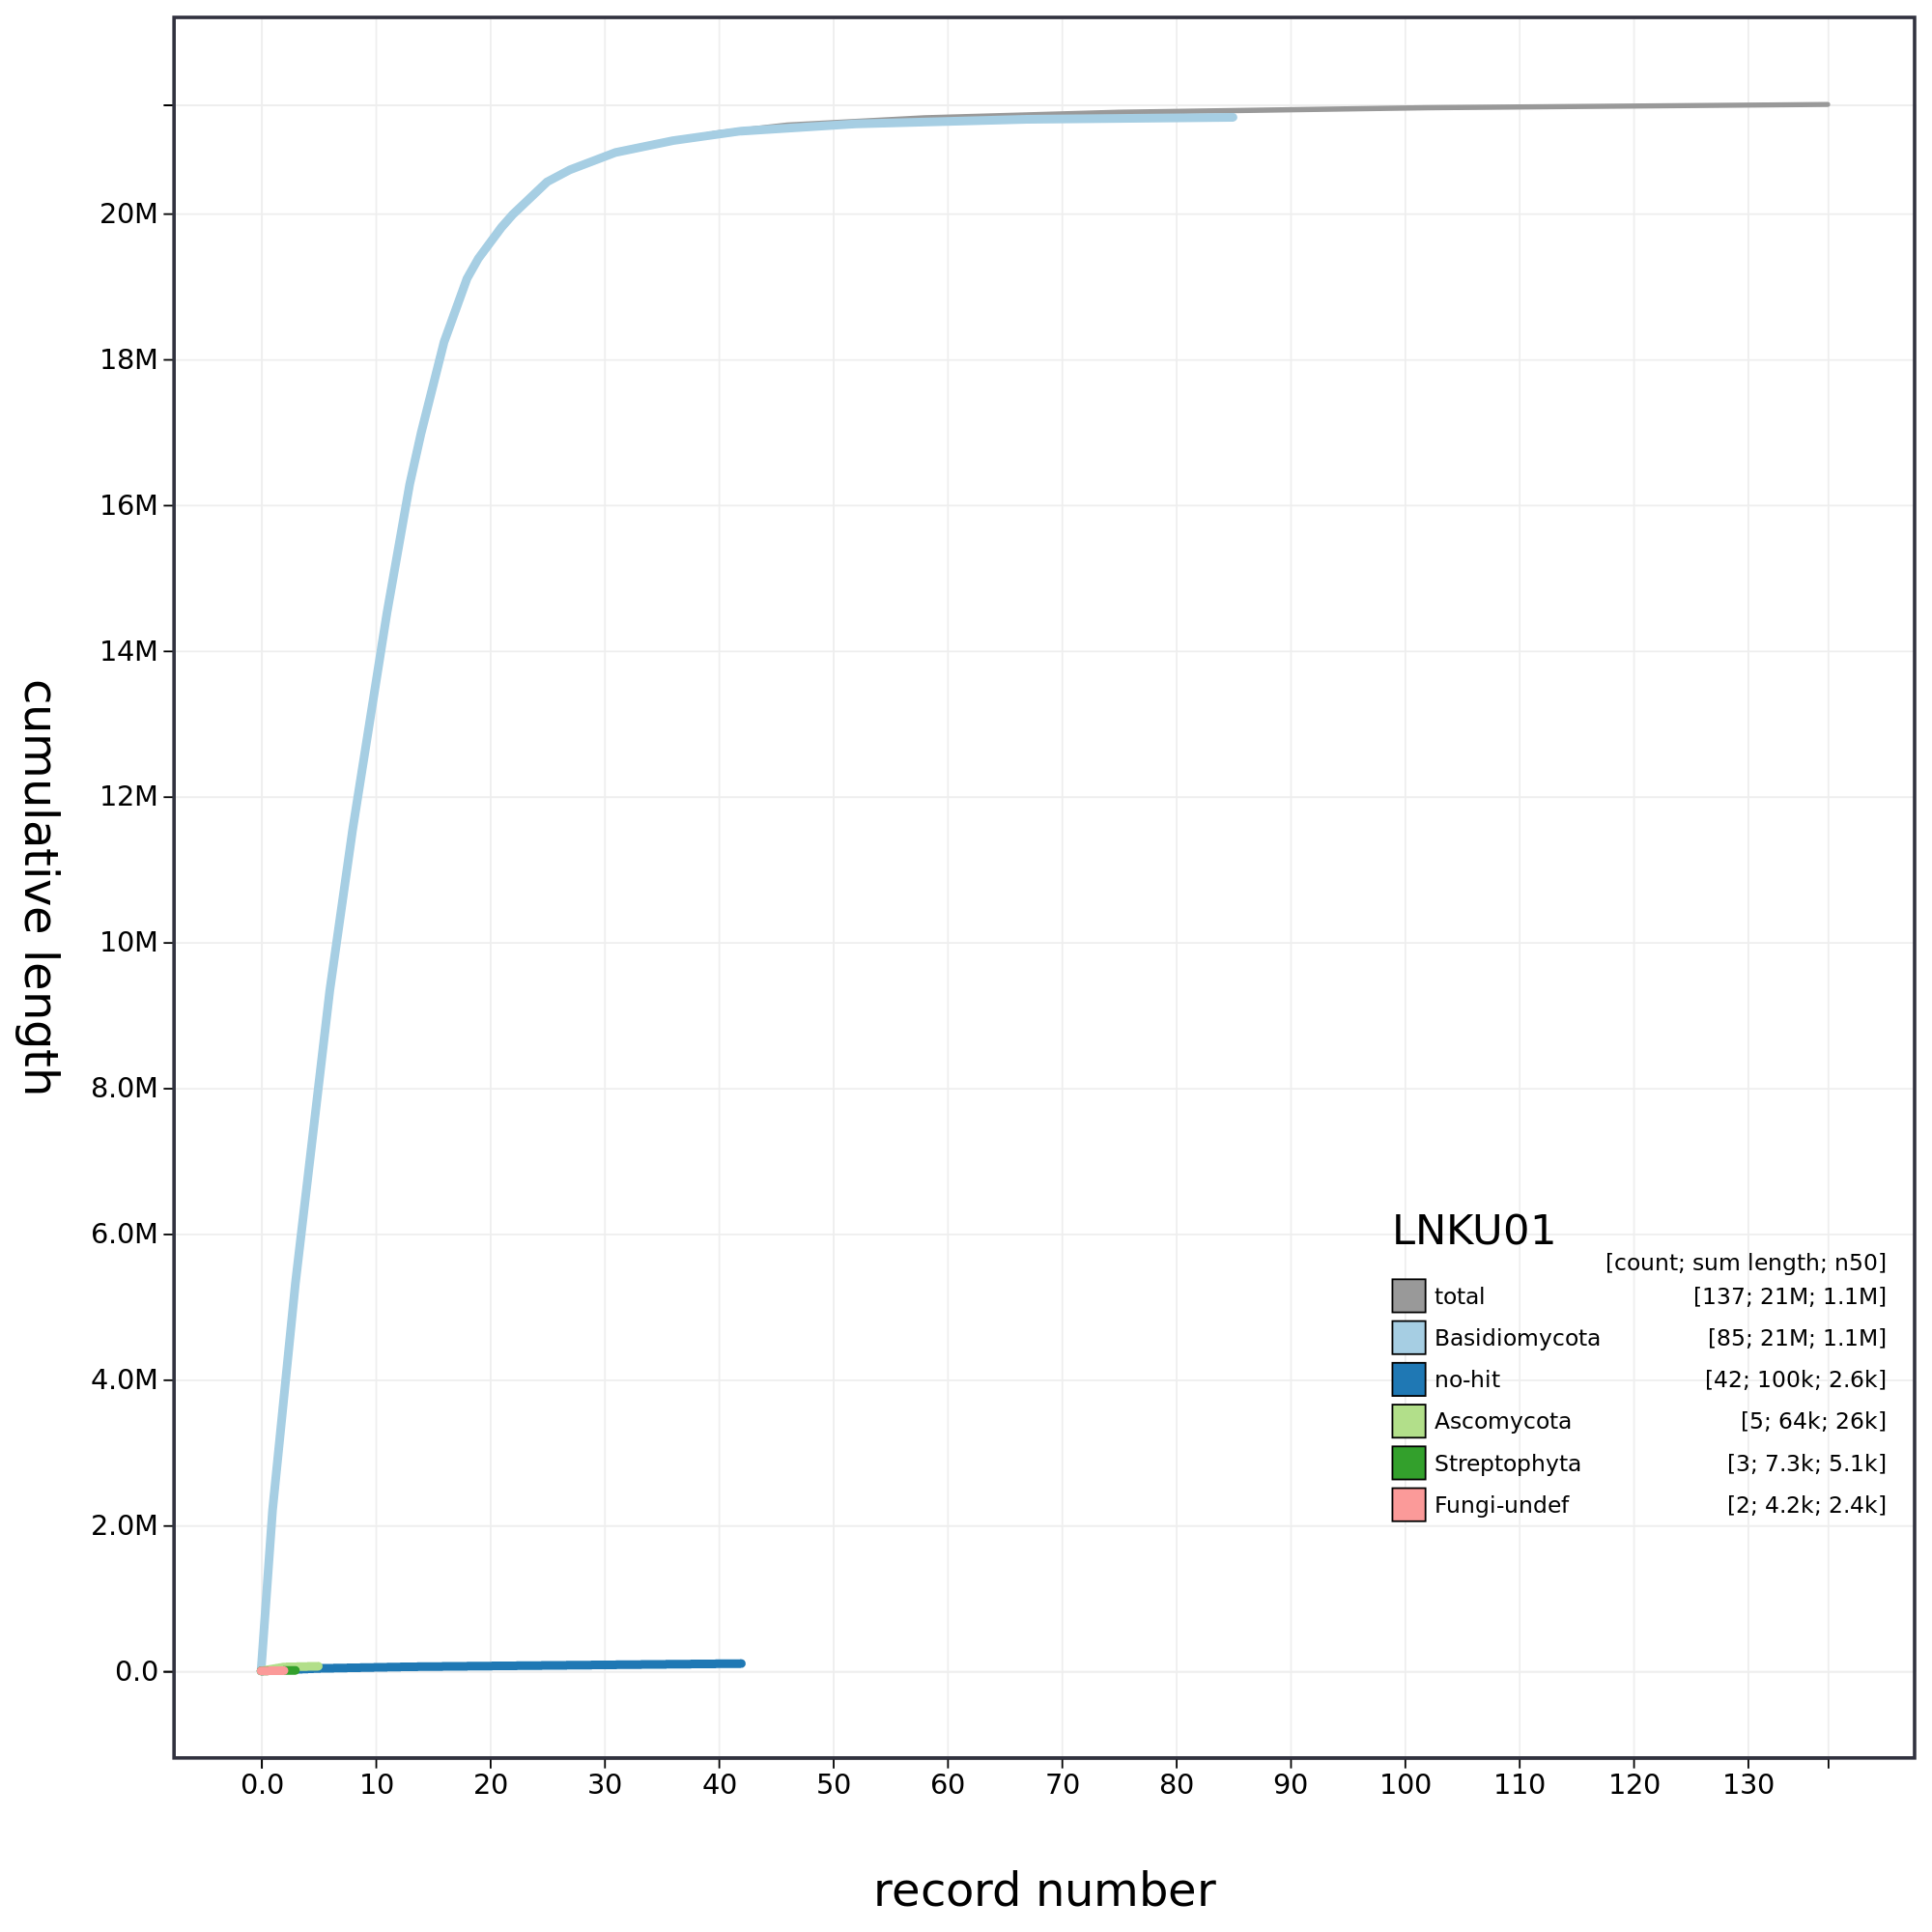 20M
18M
16M
14M
12M
10M
8.0M
6.0M
4.0M
2.0M
0.0
cumulative length
LNKU01
[count; sum length; n50]
total [137; 21M; 1.1M]
Basidiomycota [85; 21M; 1.1M]
no-hit [42; 100k; 2.6k]
Ascomycota [5; 64k; 26k]
Streptophyta [3; 7.3k; 5.1k]
Fungi-undef [2; 4.2k; 2.4k]
0.0 10 20 30 40 50 60 70 80 90 100 110 120 130
record number